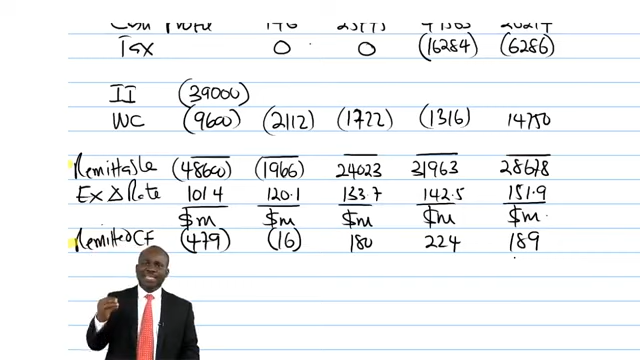 Tax 0 0 (16284) (6286)
II (39000)
WC (9600) (2112) (1722) (1316) 14750
Remittable (48600) (1966) 24023 31963 28678
Ex Δ Rate 101.4 120.1 133.7 142.5 151.9
$m $m $m $m $m
Remitted CF (479) (16) 180 224 189